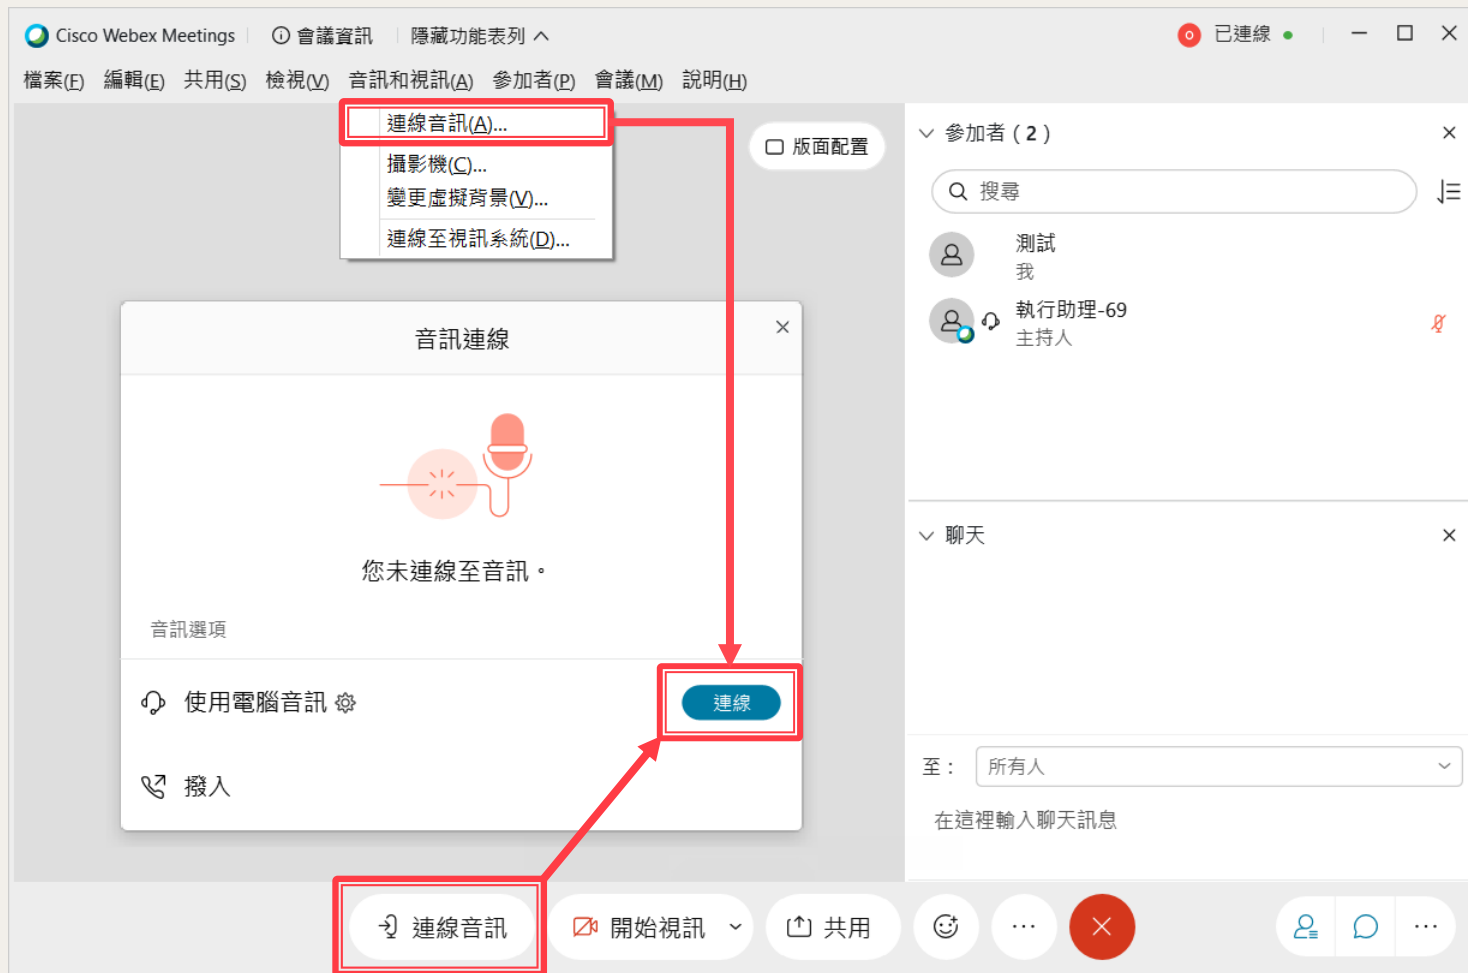 Cisco Webex Meetings 會議資訊 隱藏功能表列 已連線
檔案(F) 編輯(E) 共用(S) 檢視(V) 音訊和視訊(A) 參加者(P) 會議(M) 說明(H)
連線音訊(A)...
攝影機(C)...
變更虛擬背景(V)...
連線至視訊系統(D)...
版面配置
音訊連線
您未連線至音訊。
音訊選項
使用電腦音訊 連線
撥入
參加者 (2)
搜尋
測試
我
執行助理-69
主持人
聊天
至: 所有人
在這裡輸入聊天訊息
連線音訊 開始視訊 共用